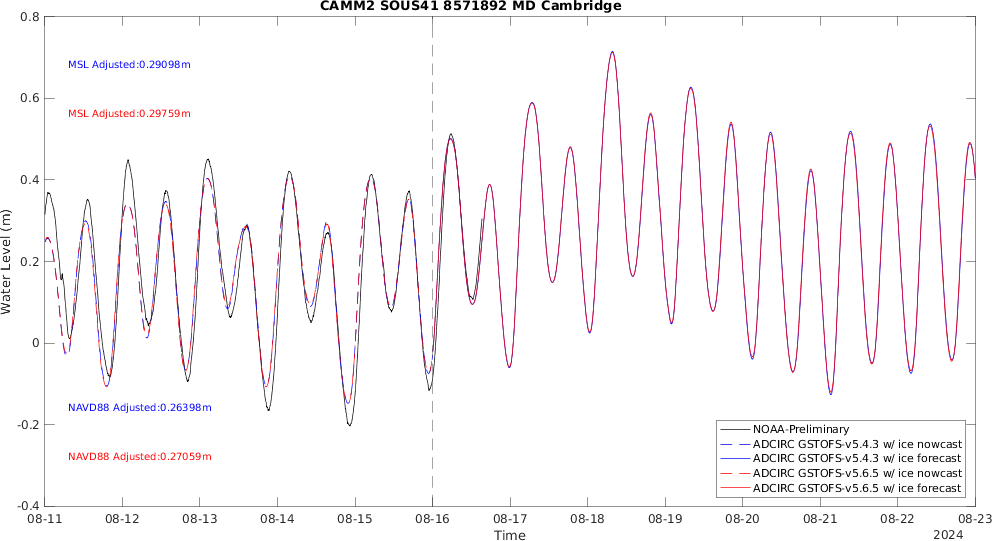 CAMM2 SOUS41 8571892 MD Cambridge
0.8
0.6
0.4
0.2
0
-0.2
-0.4
Water Level (m)
MSL Adjusted:0.29098m
MSL Adjusted:0.29759m
NAVD88 Adjusted:0.26398m
NAVD88 Adjusted:0.27059m
NOAA-Preliminary
ADCIRC GSTOFS-v5.4.3 w/ ice nowcast
ADCIRC GSTOFS-v5.4.3 w/ ice forecast
ADCIRC GSTOFS-v5.6.5 w/ ice nowcast
ADCIRC GSTOFS-v5.6.5 w/ ice forecast
08-11 08-12 08-13 08-14 08-15 08-16 08-17 08-18 08-19 08-20 08-21 08-22 08-23
Time
2024